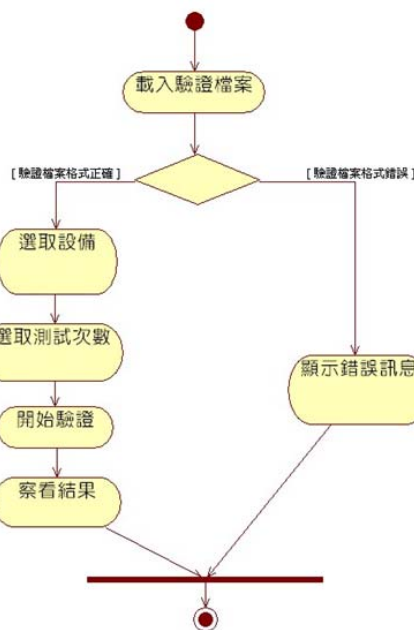 載入驗證檔案
[ 驗證檔案格式正確 ]
[ 驗證檔案格式錯誤 ]
選取設備
選取測試次數
開始驗證
察看結果
顯示錯誤訊息